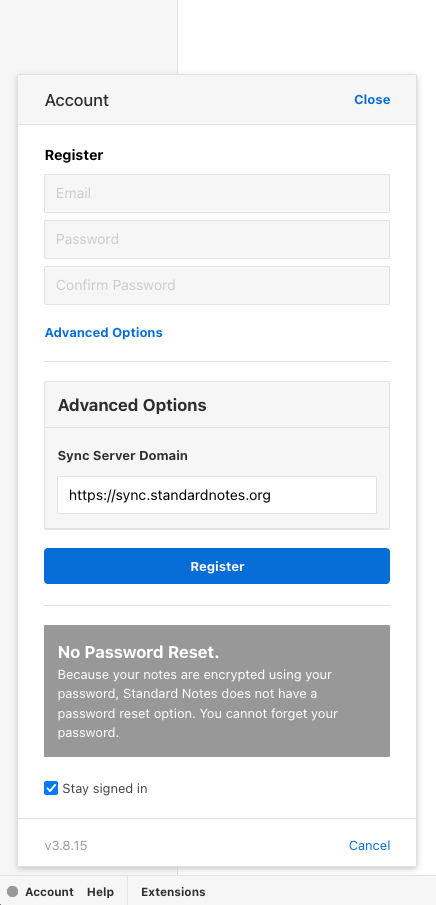 Account
Close
Register
Email
Password
Confirm Password
Advanced Options
Advanced Options
Sync Server Domain
https://sync.standardnotes.org
Register
No Password Reset.
Because your notes are encrypted using your
password, Standard Notes does not have a
password reset option. You cannot forget your
password.
Stay signed in
v3.8.15
Cancel
Account
Help
Extensions